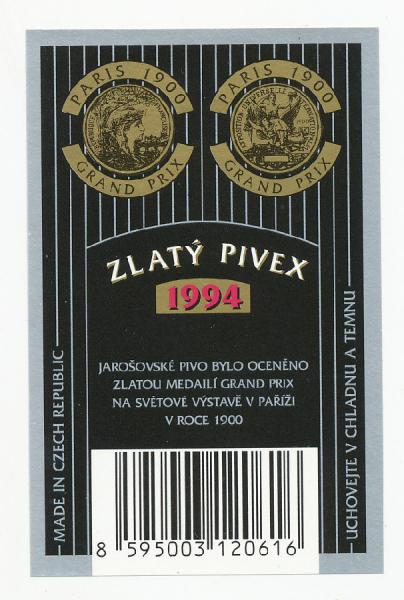 PARIS 1900
GRAND PRIX
PARIS 1900
GRAND PRIX
ZLATÝ PIVEX
1994
JAROŠOVSKÉ PIVO BYLO OCENĚNO
ZLATOU MEDAILÍ GRAND PRIX
NA SVĚTOVÉ VÝSTAVĚ V PAŘÍŽI
V ROCE 1900
MADE IN CZECH REPUBLIC
UCHOVEJTE V CHLADNU A TEMNU
8 595003 120616